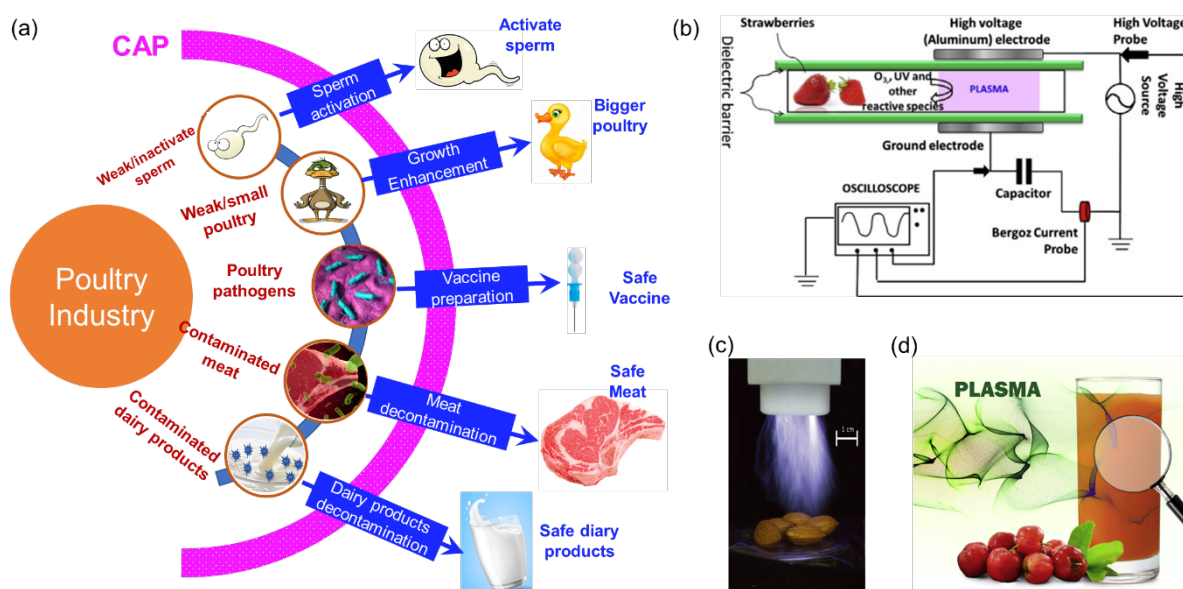 (a)
CAP
Activate
sperm
Sperm
activation
Weak/inactivate
sperm
Bigger
poultry
Growth
Enhancement
Weak/small
poultry
Poultry
Industry
Poultry
pathogens
Vaccine
preparation
Safe
Vaccine
Contaminated
meat
Meat
decontamination
Safe
Meat
Contaminated
dairy products
Dairy products
decontamination
Safe diary
products
(b)
Strawberries
High voltage
(Aluminum) electrode
High Voltage
Probe
Dielectric barrier
O3, UV and
other
reactive species
PLASMA
High
Voltage
Source
High
Voltage
Ground electrode
OSCILLOSCOPE
Capacitor
Bergoz Current
Probe
(c)
1 cm
(d)
PLASMA